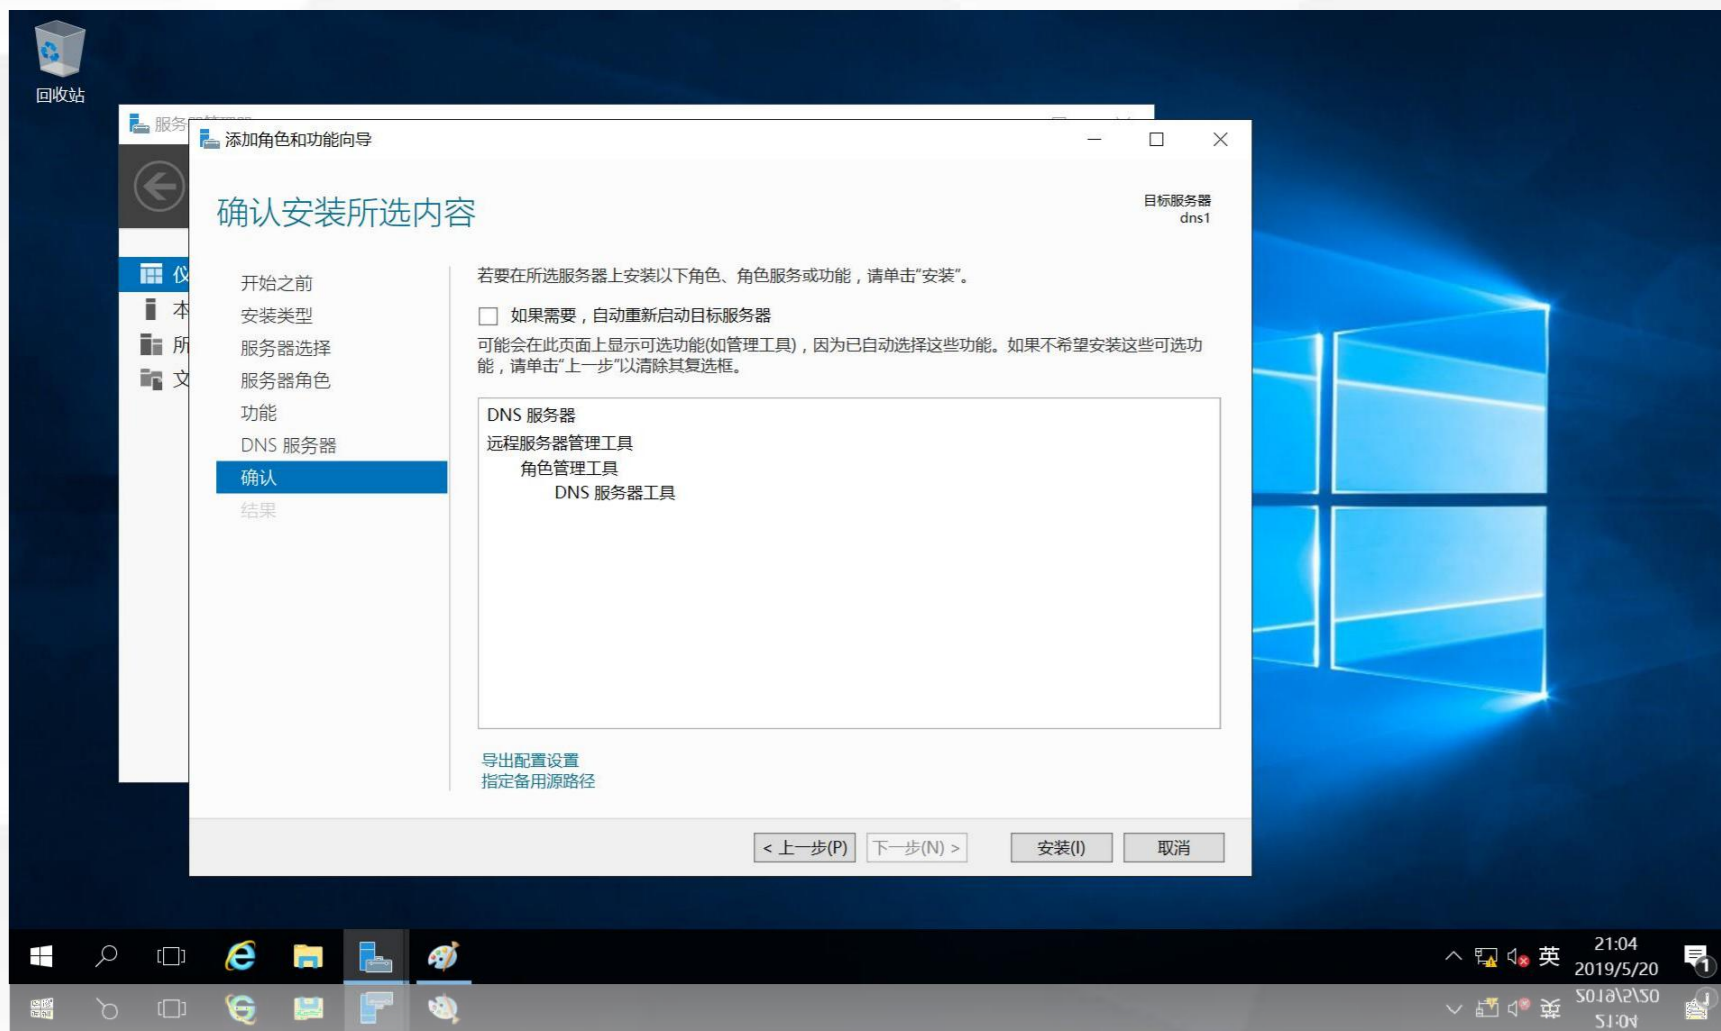 回收站
服务
添加角色和功能向导
确认安装所选内容
目标服务器
dns1
仪
本
所
文
开始之前
安装类型
服务器选择
服务器角色
功能
DNS 服务器
确认
结果
若要在所选服务器上安装以下角色、角色服务或功能，请单击"安装"。
如果需要，自动重新启动目标服务器
可能会在此页面上显示可选功能(如管理工具)，因为已自动选择这些功能。如果不希望安装这些可选功
能，请单击"上一步"以清除其复选框。
DNS 服务器
远程服务器管理工具
角色管理工具
DNS 服务器工具
导出配置设置
指定备用源路径
< 上一步(P)
下一步(N) >
安装(I)
取消
英
21:04
2019/5/20
1